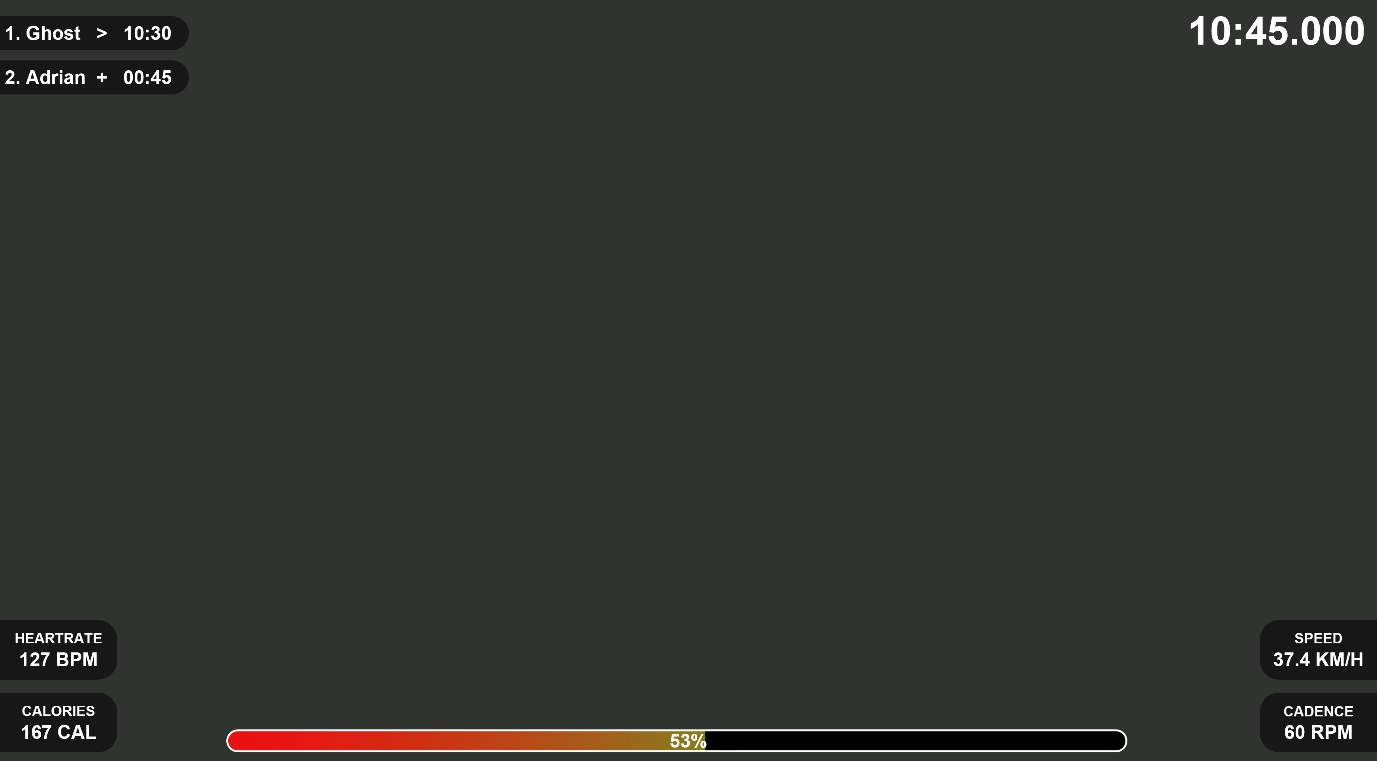 1. Ghost > 10:30
10:45.000
2. Adrian + 00:45
HEARTRATE
127 BPM
SPEED
37.4 KM/H
CALORIES
167 CAL
CADENCE
60 RPM
53%